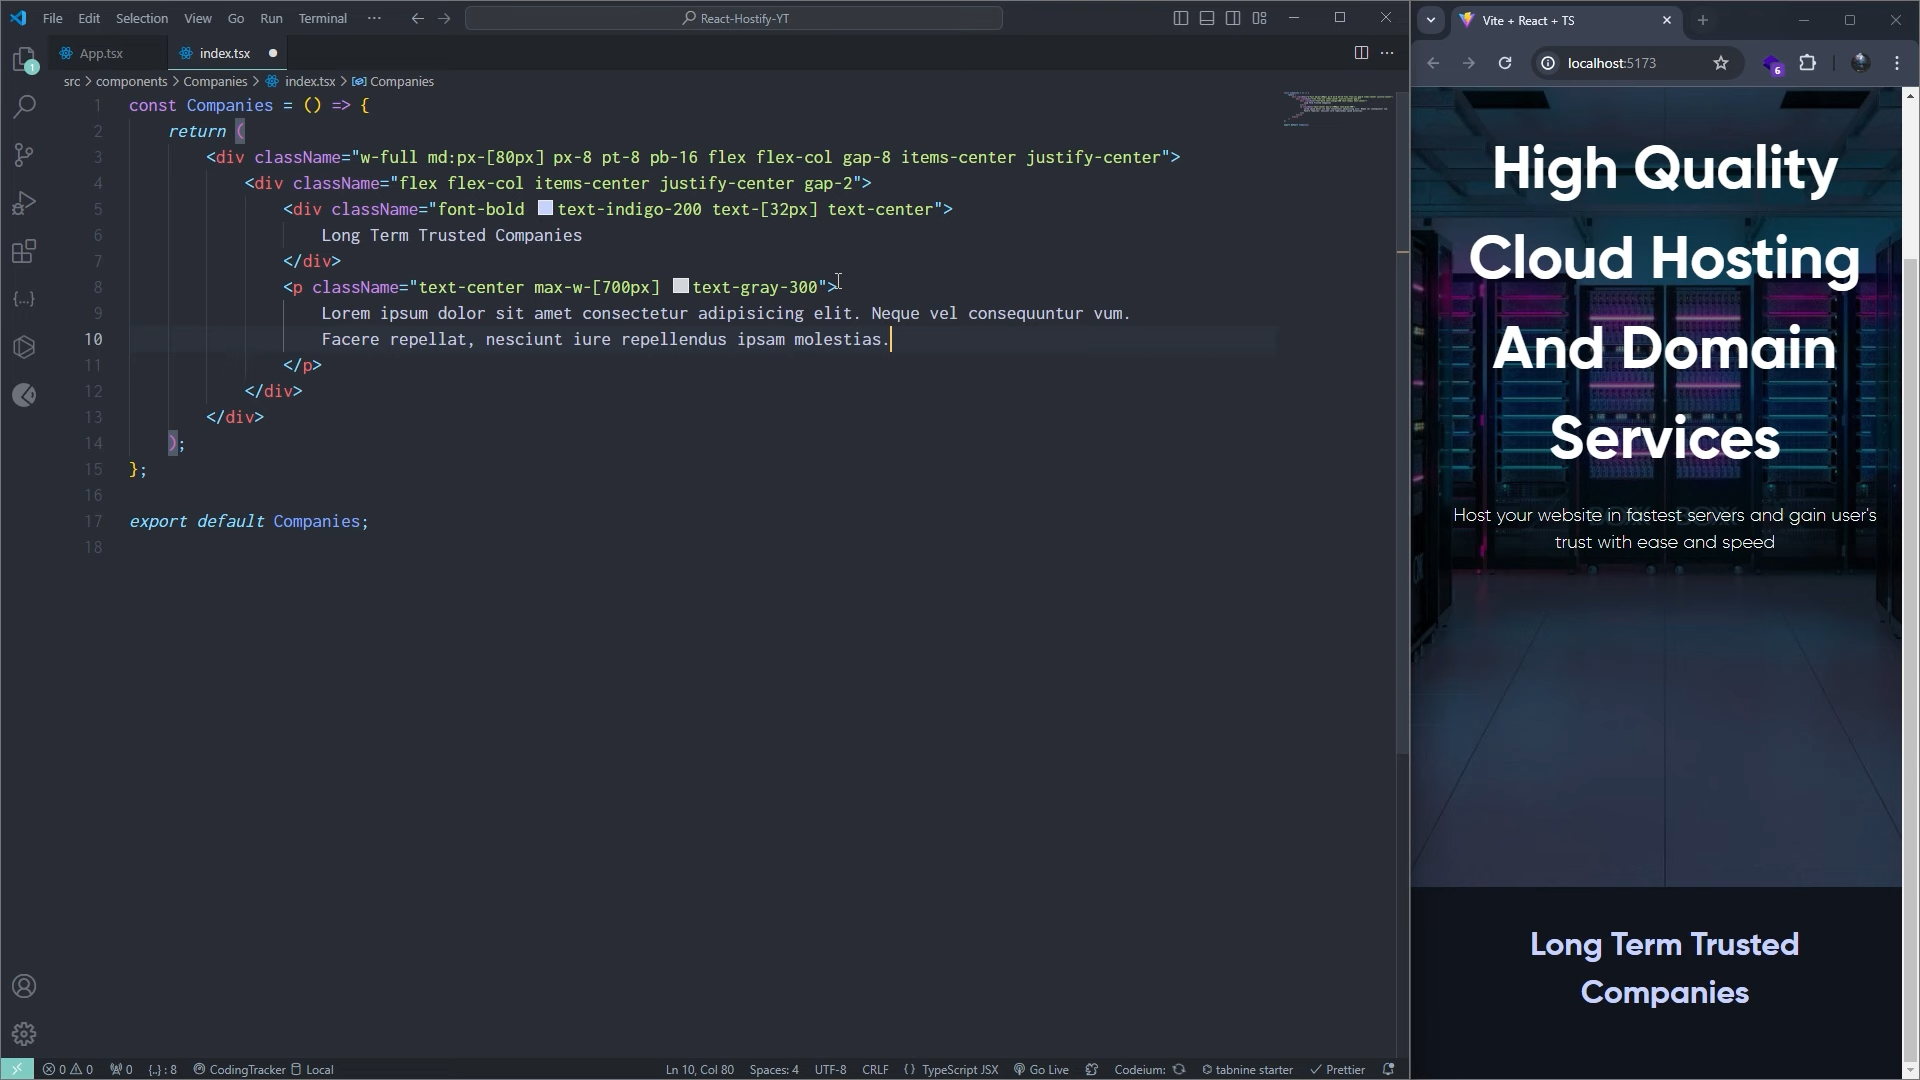 File Edit Selection View Go Run Terminal ···
React-Hostify-YT
App.tsx
index.tsx
src > components > Companies > index.tsx > Companies
1 const Companies = () => {
2 return (
3 <div className="w-full md:px-[80px] px-8 pt-8 pb-16 flex flex-col gap-8 items-center justify-center">
4 <div className="flex flex-col items-center justify-center gap-2">
5 <div className="font-bold text-indigo-200 text-[32px] text-center">
6 Long Term Trusted Companies
7 </div>
8 <p className="text-center max-w-[700px] text-gray-300">
9 Lorem ipsum dolor sit amet consectetur adipisicing elit. Neque vel consequuntur vum.
10 Facere repellat, nesciunt iure repellendus ipsam molestias.
11 </p>
12 </div>
13 </div>
14 );
15 };
16
17 export default Companies;
18
1
0 0 0 {..} : 8 CodingTracker Local
Ln 10, Col 80 Spaces: 4 UTF-8 CRLF {} TypeScript JSX Go Live Codeium: tabnine starter Prettier
Vite + React + TS
localhost:5173
6
High Quality
Cloud Hosting
And Domain
Services
Host your website in fastest servers and gain user's
trust with ease and speed
Long Term Trusted
Companies